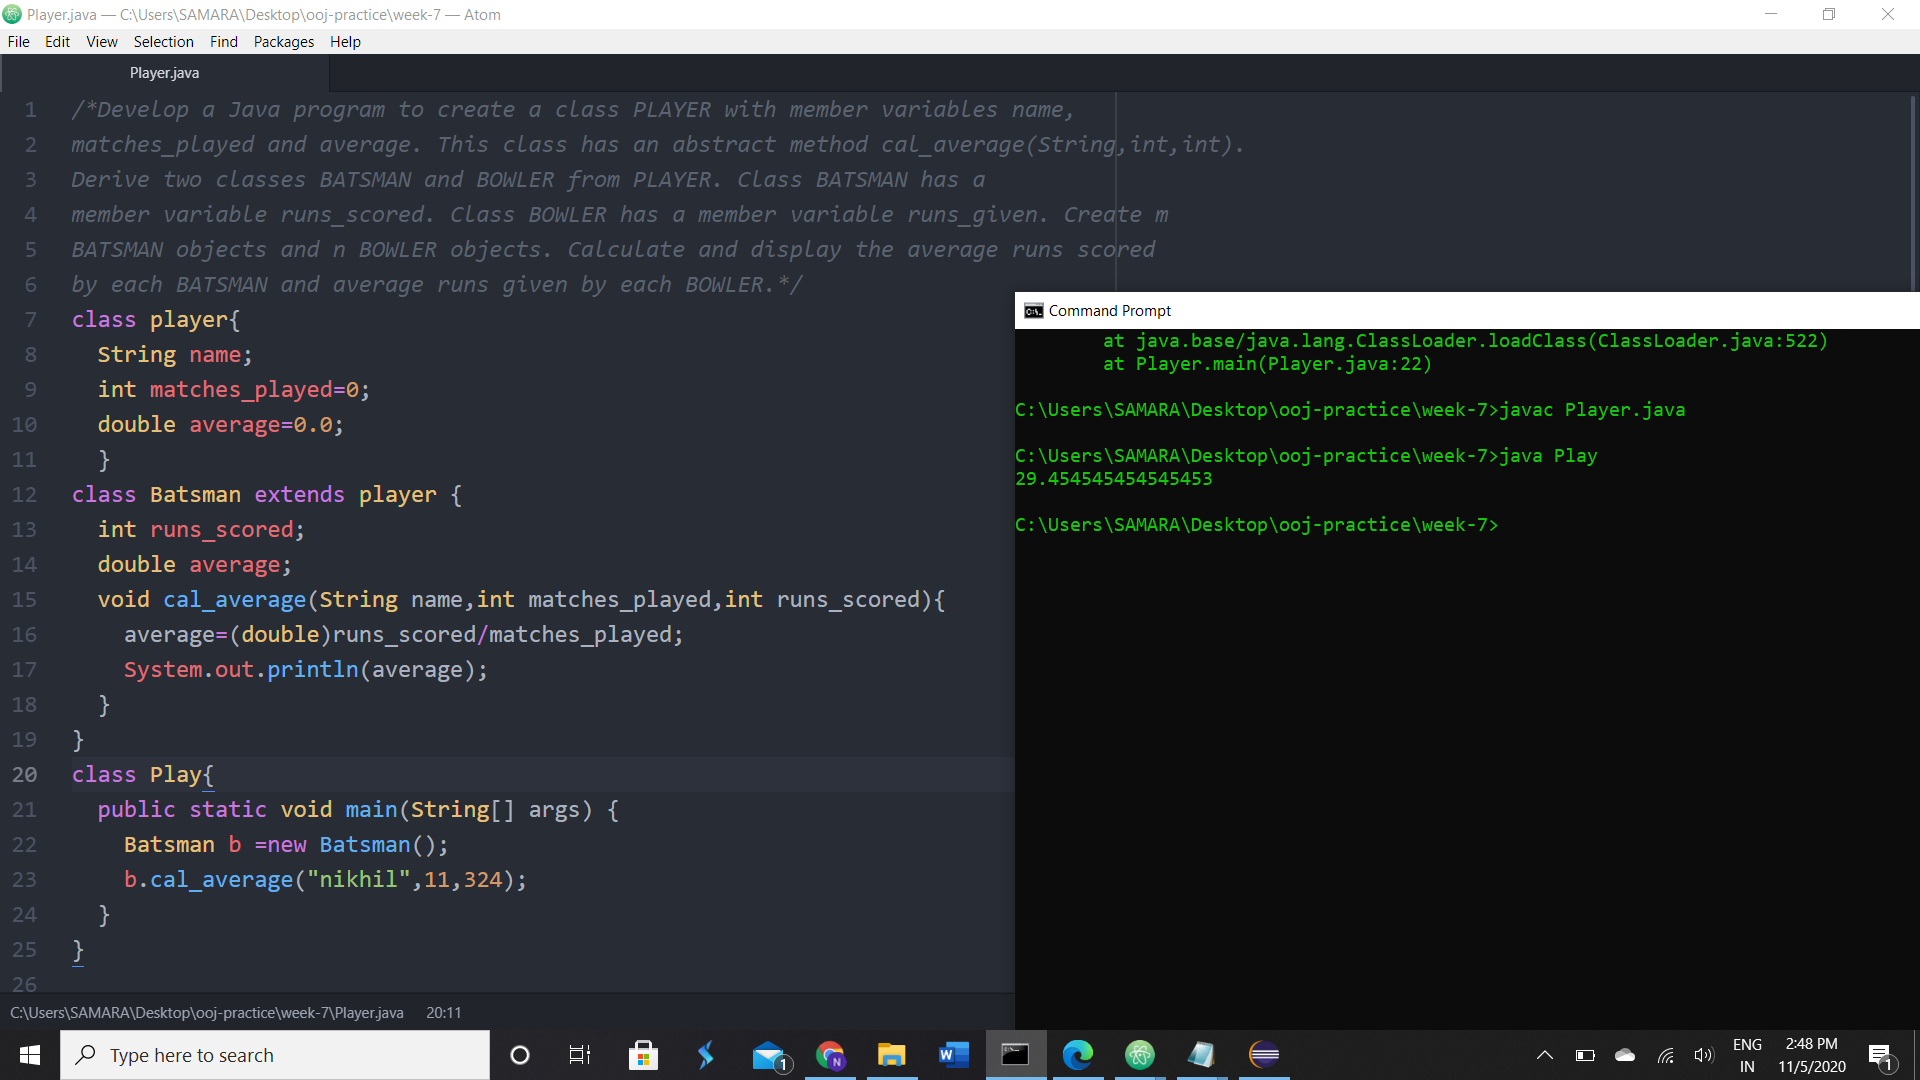 Player.java — C:\Users\SAMARA\Desktop\ooj-practice\week-7 — Atom
File Edit View Selection Find Packages Help
Player.java
1 /*Develop a Java program to create a class PLAYER with member variables name,
2 matches_played and average. This class has an abstract method cal_average(String,int,int).
3 Derive two classes BATSMAN and BOWLER from PLAYER. Class BATSMAN has a
4 member variable runs_scored. Class BOWLER has a member variable runs_given. Create m
5 BATSMAN objects and n BOWLER objects. Calculate and display the average runs scored
6 by each BATSMAN and average runs given by each BOWLER.*/
7 class player{
8 String name;
9 int matches_played=0;
10 double average=0.0;
11 }
12 class Batsman extends player {
13 int runs_scored;
14 double average;
15 void cal_average(String name,int matches_played,int runs_scored){
16 average=(double)runs_scored/matches_played;
17 System.out.println(average);
18 }
19 }
20 class Play{
21 public static void main(String[] args) {
22 Batsman b =new Batsman();
23 b.cal_average("nikhil",11,324);
24 }
25 }
26
Command Prompt
at java.base/java.lang.ClassLoader.loadClass(ClassLoader.java:522)
at Player.main(Player.java:22)
C:\Users\SAMARA\Desktop\ooj-practice\week-7>javac Player.java
C:\Users\SAMARA\Desktop\ooj-practice\week-7>java Play
29.454545454545453
C:\Users\SAMARA\Desktop\ooj-practice\week-7>
C:\Users\SAMARA\Desktop\ooj-practice\week-7\Player.java 20:11
Type here to search
1
N
W
ENG
IN
2:48 PM
11/5/2020
1